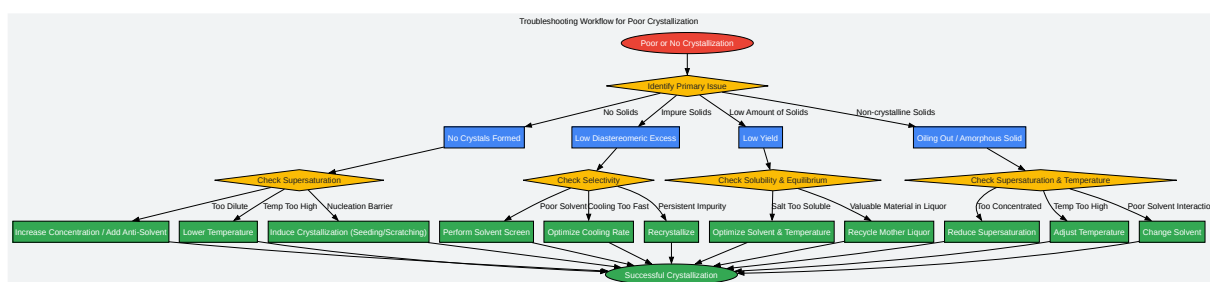 Troubleshooting Workflow for Poor Crystallization
Poor or No Crystallization
Identify Primary Issue
No Solids
Impure Solids
Low Amount of Solids
Non-crystalline Solids
No Crystals Formed
Low Diastereomeric Excess
Low Yield
Oiling Out / Amorphous Solid
Check Supersaturation
Check Selectivity
Check Solubility & Equilibrium
Check Supersaturation & Temperature
Too Dilute
Temp Too High
Nucleation Barrier
Poor Solvent
Cooling Too Fast
Persistent Impurity
Salt Too Soluble
Valuable Material in Liquor
Too Concentrated
Temp Too High
Poor Solvent Interactio
Increase Concentration / Add Anti-Solvent
Lower Temperature
Induce Crystallization (Seeding/Scratching)
Perform Solvent Screen
Optimize Cooling Rate
Recrystallize
Optimize Solvent & Temperature
Recycle Mother Liquor
Reduce Supersaturation
Adjust Temperature
Change Solvent
Successful Crystallization